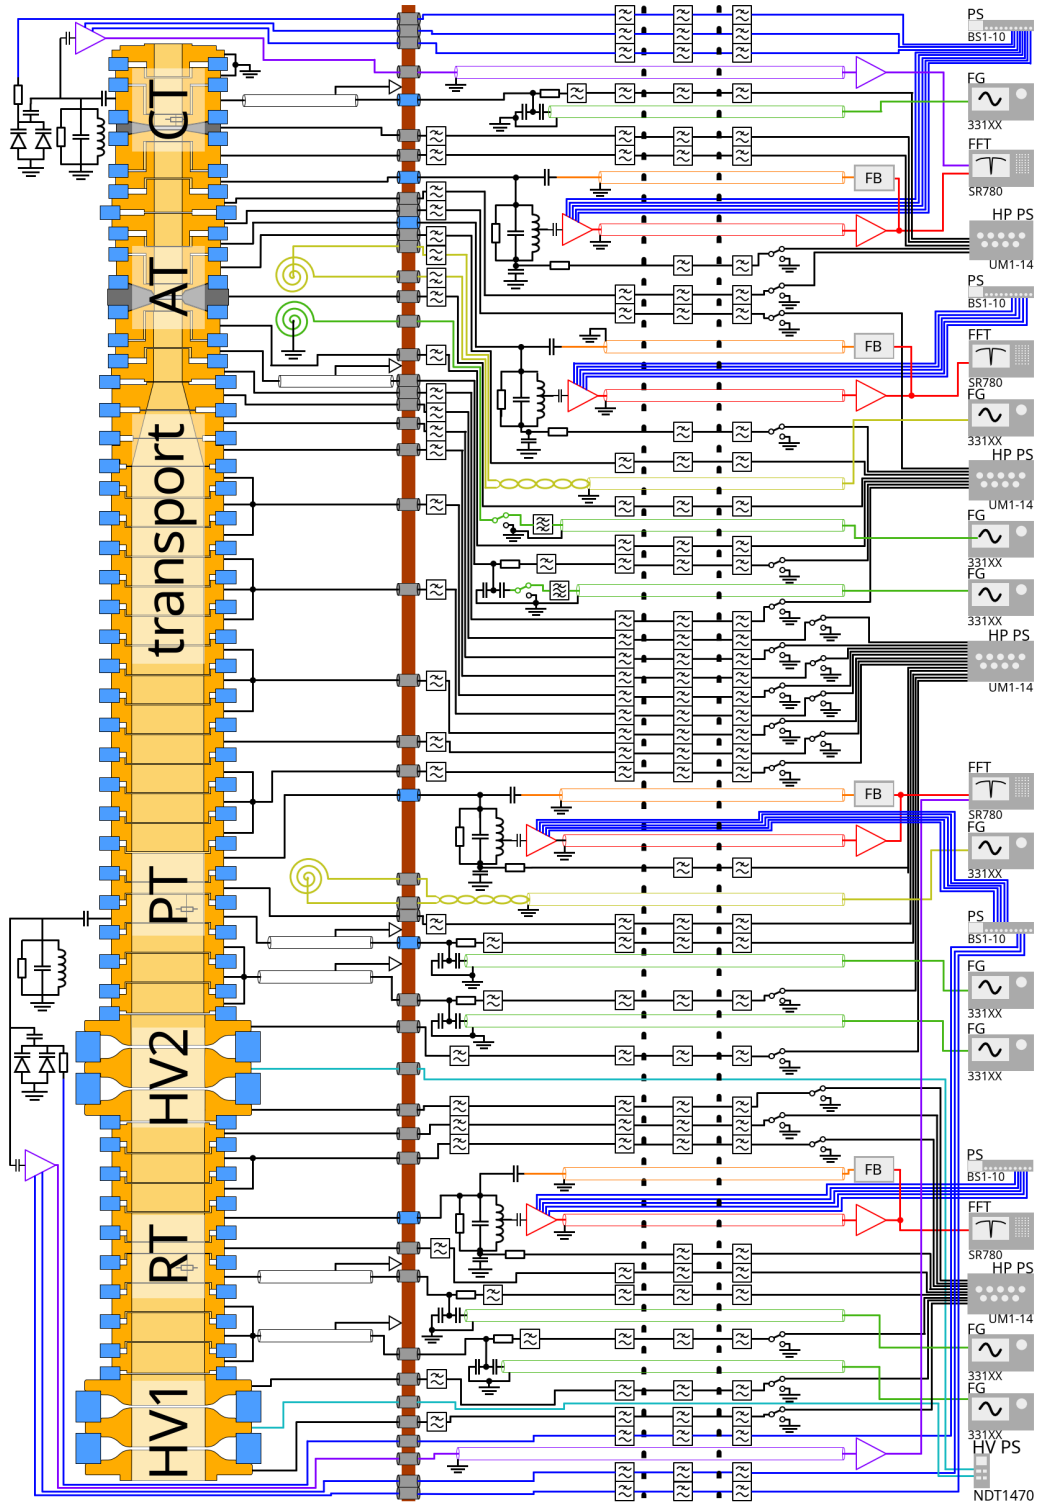 PS
BS1-10
FG
331XX
FFT
SR780
HP PS
UM1-14
PS
BS1-10
FFT
SR780
FG
331XX
HP PS
UM1-14
FG
331XX
FG
331XX
HP PS
UM1-14
FFT
SR780
FG
331XX
PS
BS1-10
FG
331XX
FG
331XX
PS
BS1-10
FFT
SR780
HP PS
UM1-14
FG
331XX
FG
331XX
HV PS
NDT1470
FB
FB
FB
FB
CT
AT
transport
PT
HV2
RT
HV1